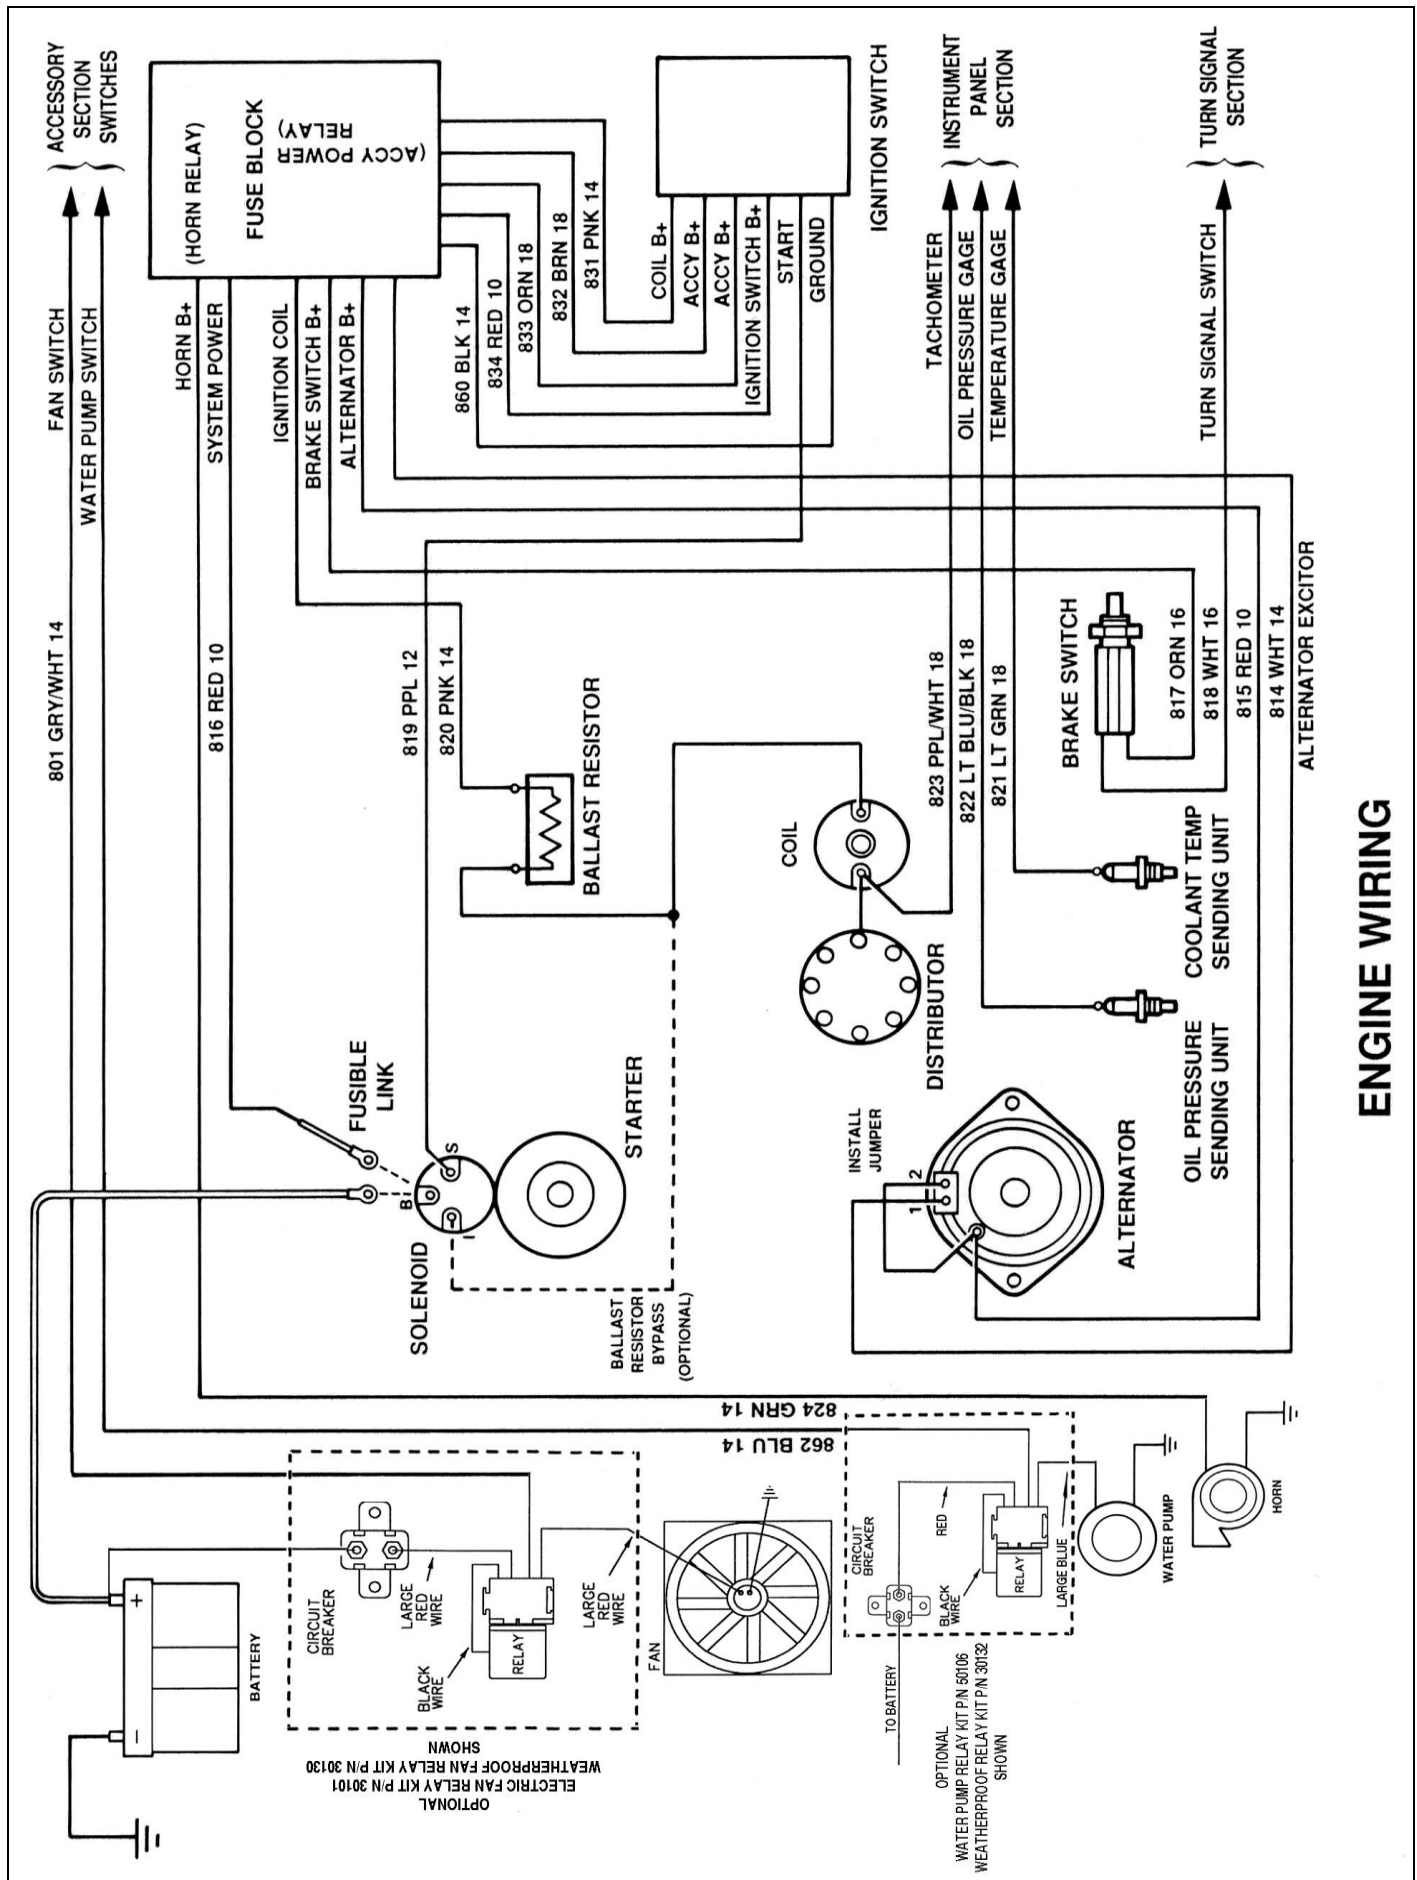 ACCESSORY
SECTION
SWITCHES
FAN SWITCH
WATER PUMP SWITCH
801 GRY/WHT 14
(HORN RELAY)
FUSE BLOCK
(ACCY POWER
RELAY)
HORN B+
SYSTEM POWER
IGNITION COIL
BRAKE SWITCH B+
ALTERNATOR B+
860 BLK 14
834 RED 10
833 ORN 18
832 BRN 18
831 PNK 14
COIL B+
ACCY B+
ACCY B+
IGNITION SWITCH B+
START
GROUND
IGNITION SWITCH
INSTRUMENT
PANEL
SECTION
TACHOMETER
OIL PRESSURE GAGE
TEMPERATURE GAGE
TURN SIGNAL
SECTION
TURN SIGNAL SWITCH
816 RED 10
819 PPL 12
820 PNK 14
BALLAST RESISTOR
823 PPL/WHT 18
822 LT BLU/BLK 18
821 LT GRN 18
BRAKE SWITCH
817 ORN 16
818 WHT 16
815 RED 10
814 WHT 14
ALTERNATOR EXCITOR
COIL
DISTRIBUTOR
COOLANT TEMP
SENDING UNIT
OIL PRESSURE
SENDING UNIT
FUSIBLE
LINK
S
B
I
SOLENOID
STARTER
BALLAST
RESISTOR
BYPASS
(OPTIONAL)
INSTALL
JUMPER
1 2
ALTERNATOR
824 GRN 14
862 BLU 14
+
-
BATTERY
CIRCUIT
BREAKER
LARGE
RED
WIRE
BLACK
WIRE
RELAY
LARGE
RED
WIRE
FAN
OPTIONAL
ELECTRIC FAN RELAY KIT P/N 30101
WEATHERPROOF FAN RELAY KIT P/N 30130
SHOWN
CIRCUIT
BREAKER
RED
BLACK
WIRE
RELAY
LARGE BLUE
TO BATTERY
WATER PUMP
HORN
OPTIONAL
WATER PUMP RELAY KIT P/N 50106
WEATHERPROOF RELAY KIT P/N 30132
SHOWN
ENGINE WIRING